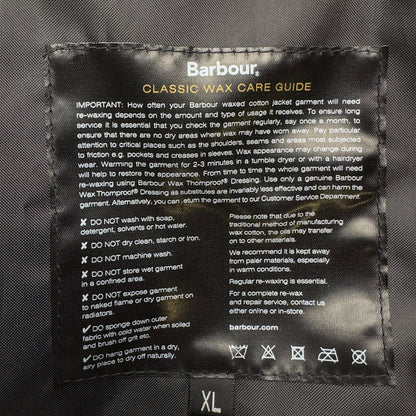 Barbour®
CLASSIC WAX CARE GUIDE
IMPORTANT: How often your Barbour waxed cotton jacket garment will need
re-waxing depends on the amount and type of usage it receives. To ensure long
service it is essential that you check the garment regularly, say once a month, to
ensure that there are no dry areas where wax may have worn away. Pay particular
attention to critical places such as the shoulders, seams and areas most subjected
to friction e.g. pockets and creases in sleeves. Wax appearance may change during
wear. Warming the garment for 2-3 minutes in a tumble dryer or with a hairdryer
will help to restore the appearance. From time to time the whole garment will need
re-waxing using Barbour Wax Thornproof® Dressing. Use only a genuine Barbour
Wax Thornproof® Dressing as substitutes are invariably less effective and can harm the
garment. Alternatively, you can return the garment to our Customer Service Department.
✘ DO NOT wash with soap,
detergent, solvents or hot water.
✘ DO NOT dry clean, starch or iron.
✘ DO NOT machine wash.
✘ DO NOT store wet garment
in a confined area.
✘ DO NOT expose garment
to naked flame or dry garment on
radiators.
✓ DO sponge down outer
fabric with cold water when soiled
and brush off grit etc.
✓ DO hang garment in a dry,
airy place to dry off naturally.
Please note that due to the
traditional method of manufacturing
wax cotton, the oils may transfer
on to other materials.
We recommend it is kept away
from paler materials, especially
in warm conditions.
Regular re-waxing is essential.
For a complete re-wax
and repair service, contact us
either online or in-store.
barbour.com
XL